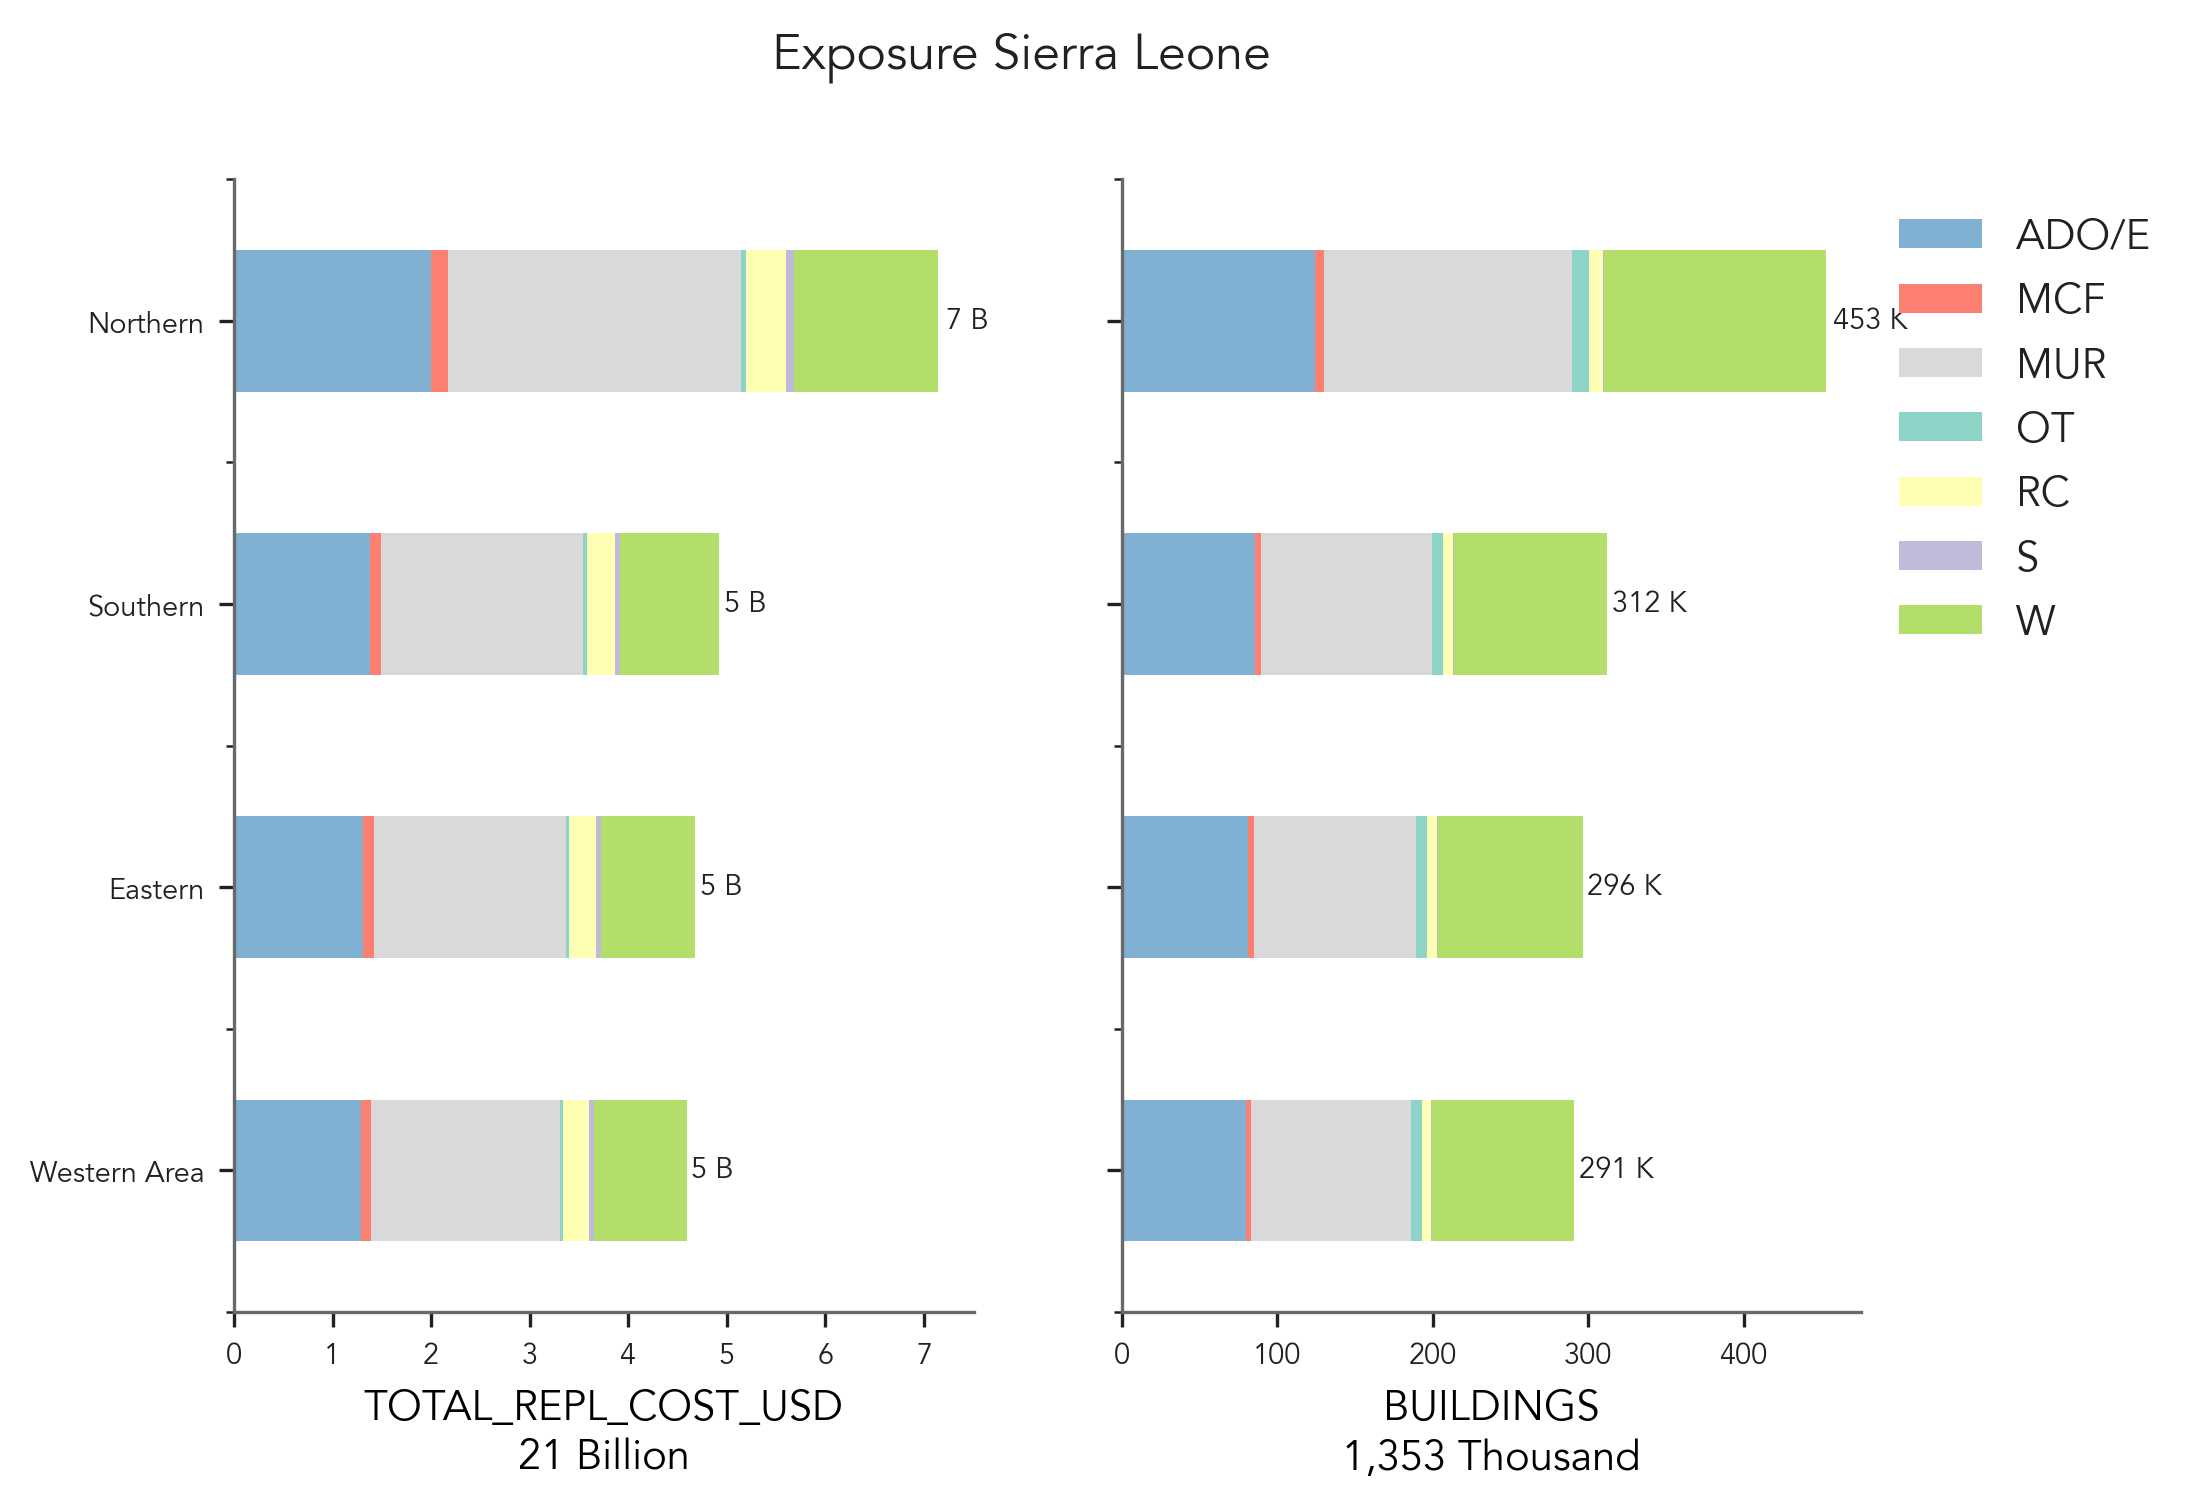 Exposure Sierra Leone
Northern
Southern
Eastern
Western Area
7 B
5 B
5 B
5 B
0 1 2 3 4 5 6 7
TOTAL_REPL_COST_USD
21 Billion
453 K
312 K
296 K
291 K
0 100 200 300 400
BUILDINGS
1,353 Thousand
ADO/E
MCF
MUR
OT
RC
S
W